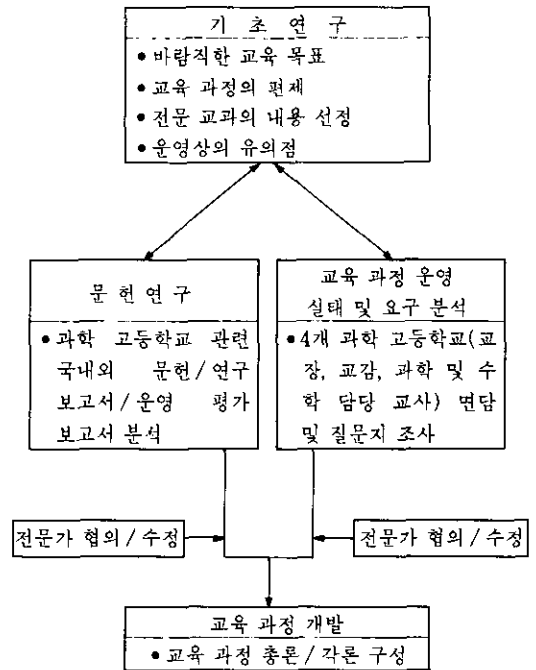 기 초 연 구
• 바람직한 교육 목표
• 교육 과정의 편제
• 전문 교과의 내용 선정
• 운영상의 유의점
문 헌 연 구
• 과학 고등학교 관련
국내외 문헌 / 연구
보고서 / 운영 평가
보고서 분석
교육 과정 운영
실태 및 요구 분석
• 4개 과학 고등학교(교
장, 교감, 과학 및 수
학 담당 교사) 면담
및 질문지 조사
전문가 협의 / 수정
전문가 협의 / 수정
교육 과정 개발
• 교육 과정 총론 / 각론 구성